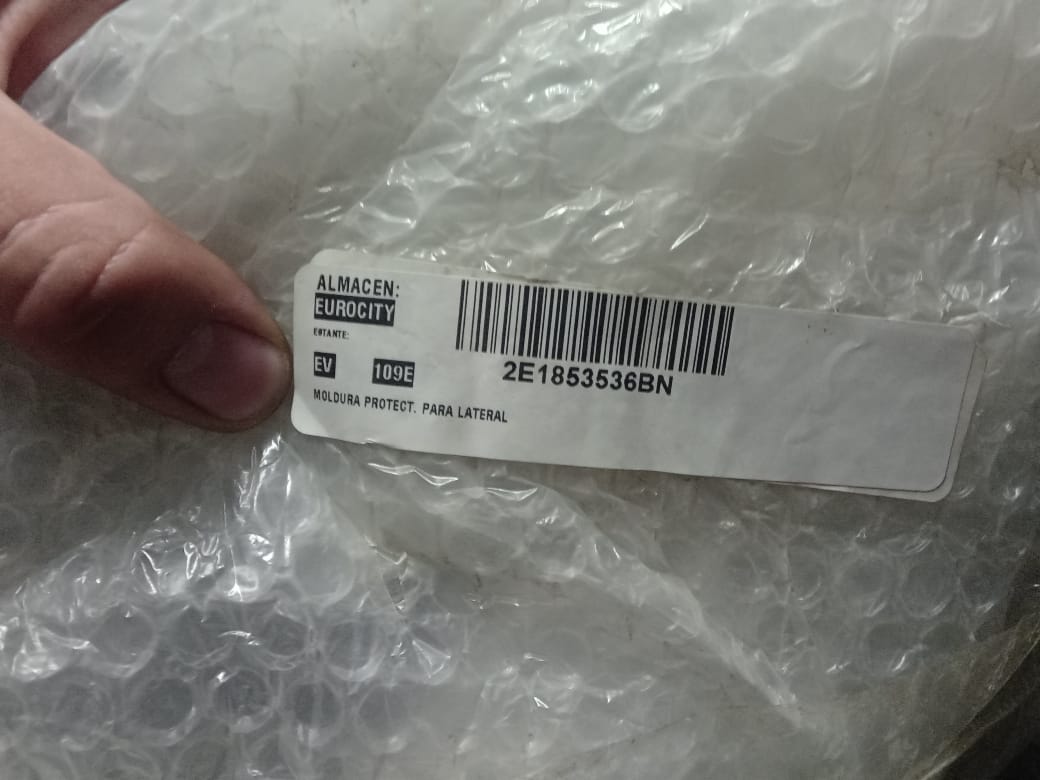 ALMACEN:
EUROCITY
ESTANTE:
EV 109E
2E1853536BN
MOLDURA PROTECT. PARA LATERAL